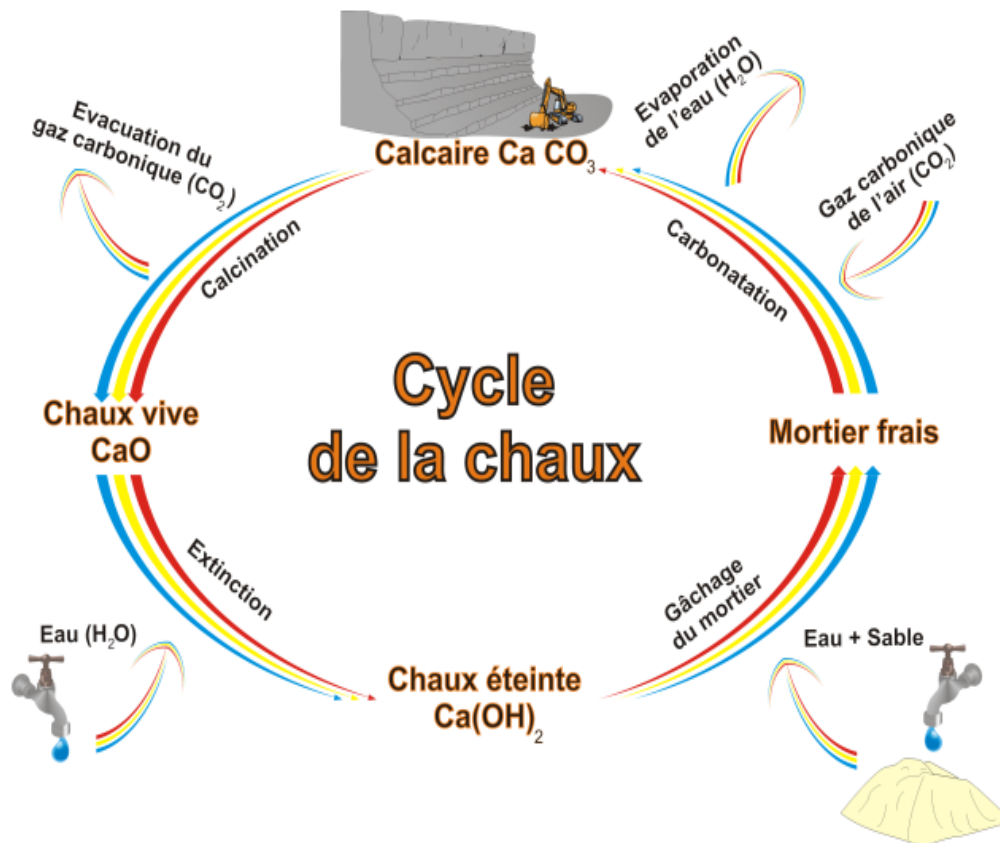 Calcaire Ca CO₃
Evacuation du
gaz carbonique (CO₂)
Calcination
Evaporation
de l'eau (H₂O)
Gaz carbonique
de l'air (CO₂)
Carbonatation
Cycle
de la chaux
Chaux vive
CaO
Mortier frais
Extinction
Eau (H₂O)
Gâchage
du mortier
Eau + Sable
Chaux éteinte
Ca(OH)₂